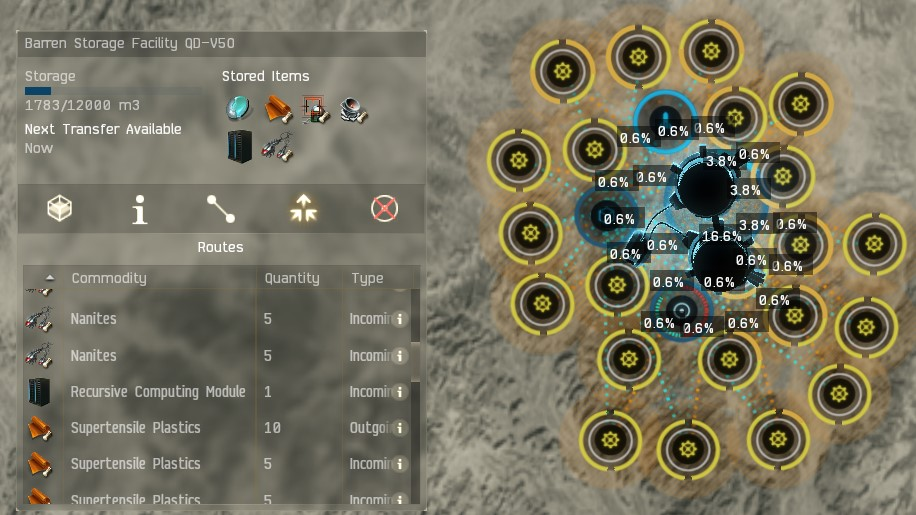 Barren Storage Facility QD-V50
Storage
1783/12000 m3
Next Transfer Available
Now
Stored Items
Routes
Commodity Quantity Type
Nanites 5 Incomin
Nanites 5 Incomin
Recursive Computing Module 1 Incomin
Supertensile Plastics 10 Outgoi
Supertensile Plastics 5 Incomin
Supertensile Plastics 5 Incomin
0.6% 0.6% 0.6%
3.8% 0.6%
0.6% 0.6% 3.8%
0.6% 3.8% 0.6%
0.6% 0.6% 16.6% 0.6% 0.6%
0.6% 0.6%
0.6%
0.6% 0.6% 0.6%